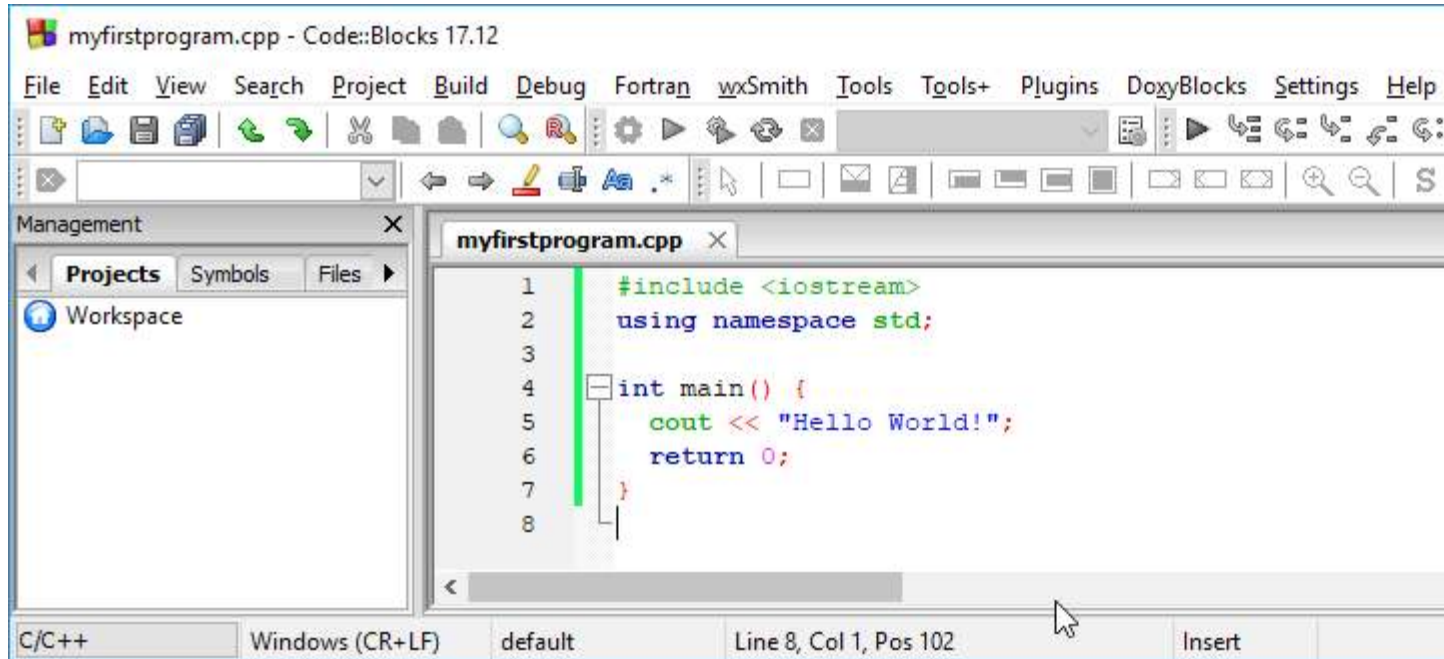 myfirstprogram.cpp - Code::Blocks 17.12
File Edit View Search Project Build Debug Fortran wxSmith Tools Tools+ Plugins DoxyBlocks Settings Help
S
Management
Projects Symbols Files
Workspace
myfirstprogram.cpp
1 #include <iostream>
2 using namespace std;
3
4 int main() {
5   cout << "Hello World!";
6   return 0;
7 }
8
C/C++ Windows (CR+LF) default Line 8, Col 1, Pos 102 Insert